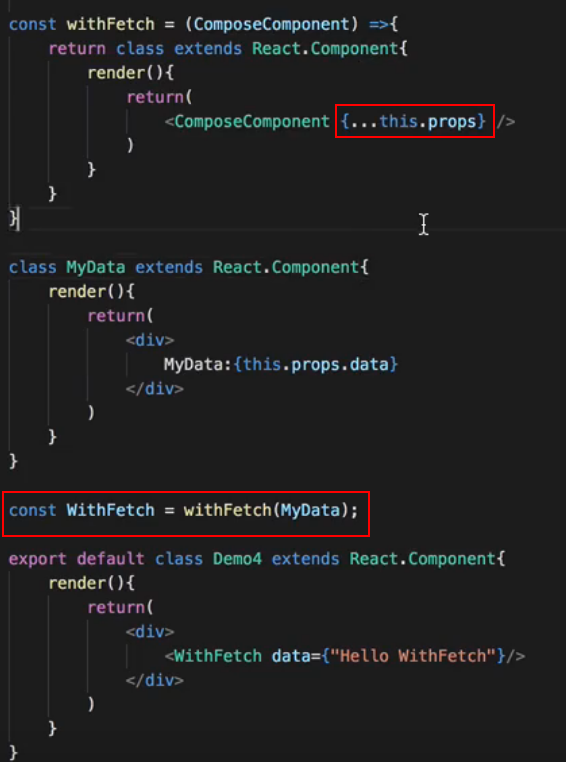 const withFetch = (ComposeComponent) =>{
return class extends React.Component{
render(){
return(
<ComposeComponent {...this.props} />
)
}
}
}
class MyData extends React.Component{
render(){
return(
<div>
MyData:{this.props.data}
</div>
)
}
}
const WithFetch = withFetch(MyData);
export default class Demo4 extends React.Component{
render(){
return(
<div>
<WithFetch data={"Hello WithFetch"}/>
</div>
)
}
}